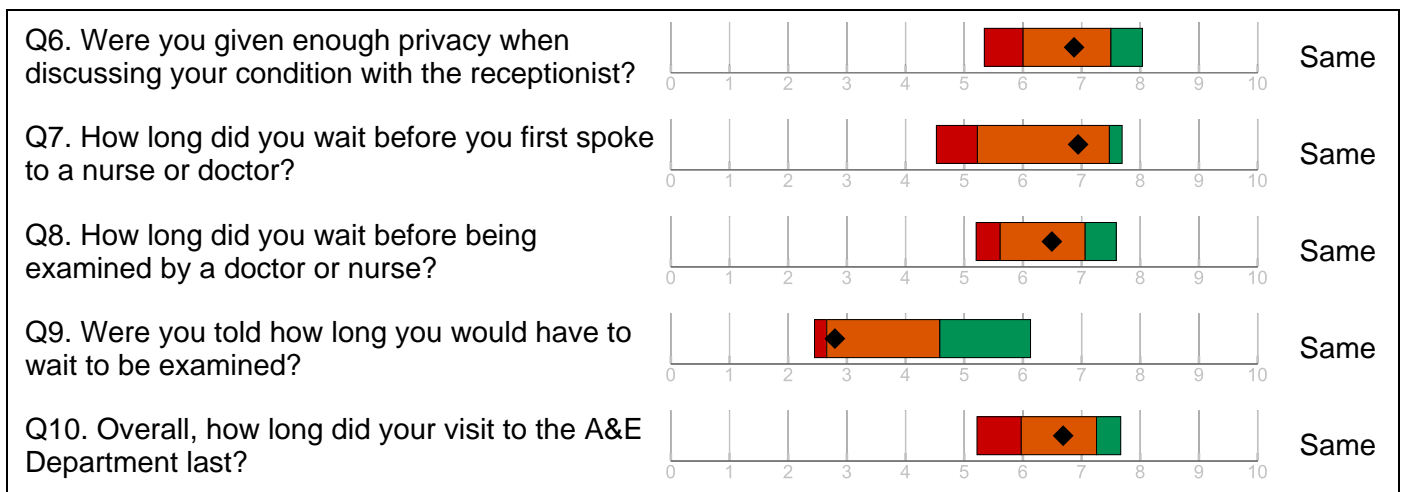 Q6. Were you given enough privacy when
discussing your condition with the receptionist?
0 1 2 3 4 5 6 7 8 9 10
Same
Q7. How long did you wait before you first spoke
to a nurse or doctor?
0 1 2 3 4 5 6 7 8 9 10
Same
Q8. How long did you wait before being
examined by a doctor or nurse?
0 1 2 3 4 5 6 7 8 9 10
Same
Q9. Were you told how long you would have to
wait to be examined?
0 1 2 3 4 5 6 7 8 9 10
Same
Q10. Overall, how long did your visit to the A&E
Department last?
0 1 2 3 4 5 6 7 8 9 10
Same